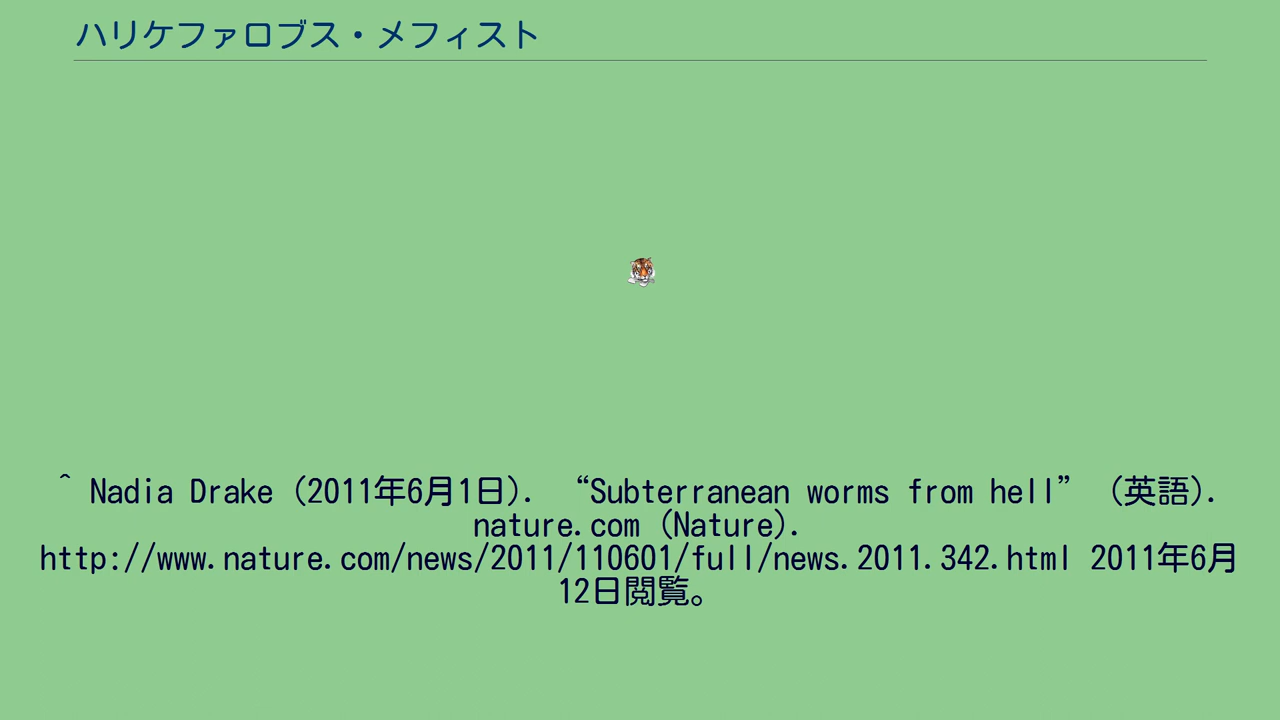 ハリケファロブス・メフィスト
^ Nadia Drake (2011年6月1日). “Subterranean worms from hell” (英語).
nature.com (Nature).
http://www.nature.com/news/2011/110601/full/news.2011.342.html 2011年6月
12日閲覧。